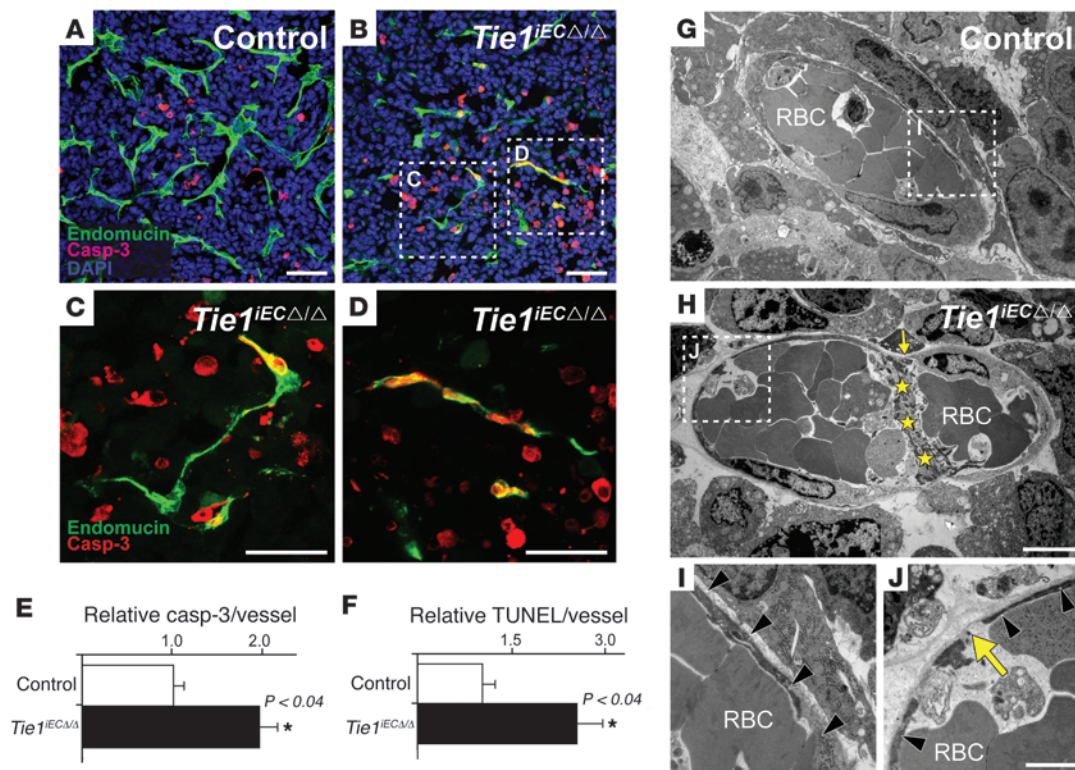 A
Control
Endomucin
Casp-3
DAPI
B
Tie1iECΔ/Δ
C
D
C
Tie1iECΔ/Δ
Endomucin
Casp-3
D
Tie1iECΔ/Δ
E
Relative casp-3/vessel
1.0 2.0
Control
P < 0.04
Tie1iECΔ/Δ
*
F
Relative TUNEL/vessel
1.5 3.0
Control
P < 0.04
Tie1iECΔ/Δ
*
G
Control
RBC
I
H
Tie1iECΔ/Δ
J
RBC
I
RBC
J
RBC